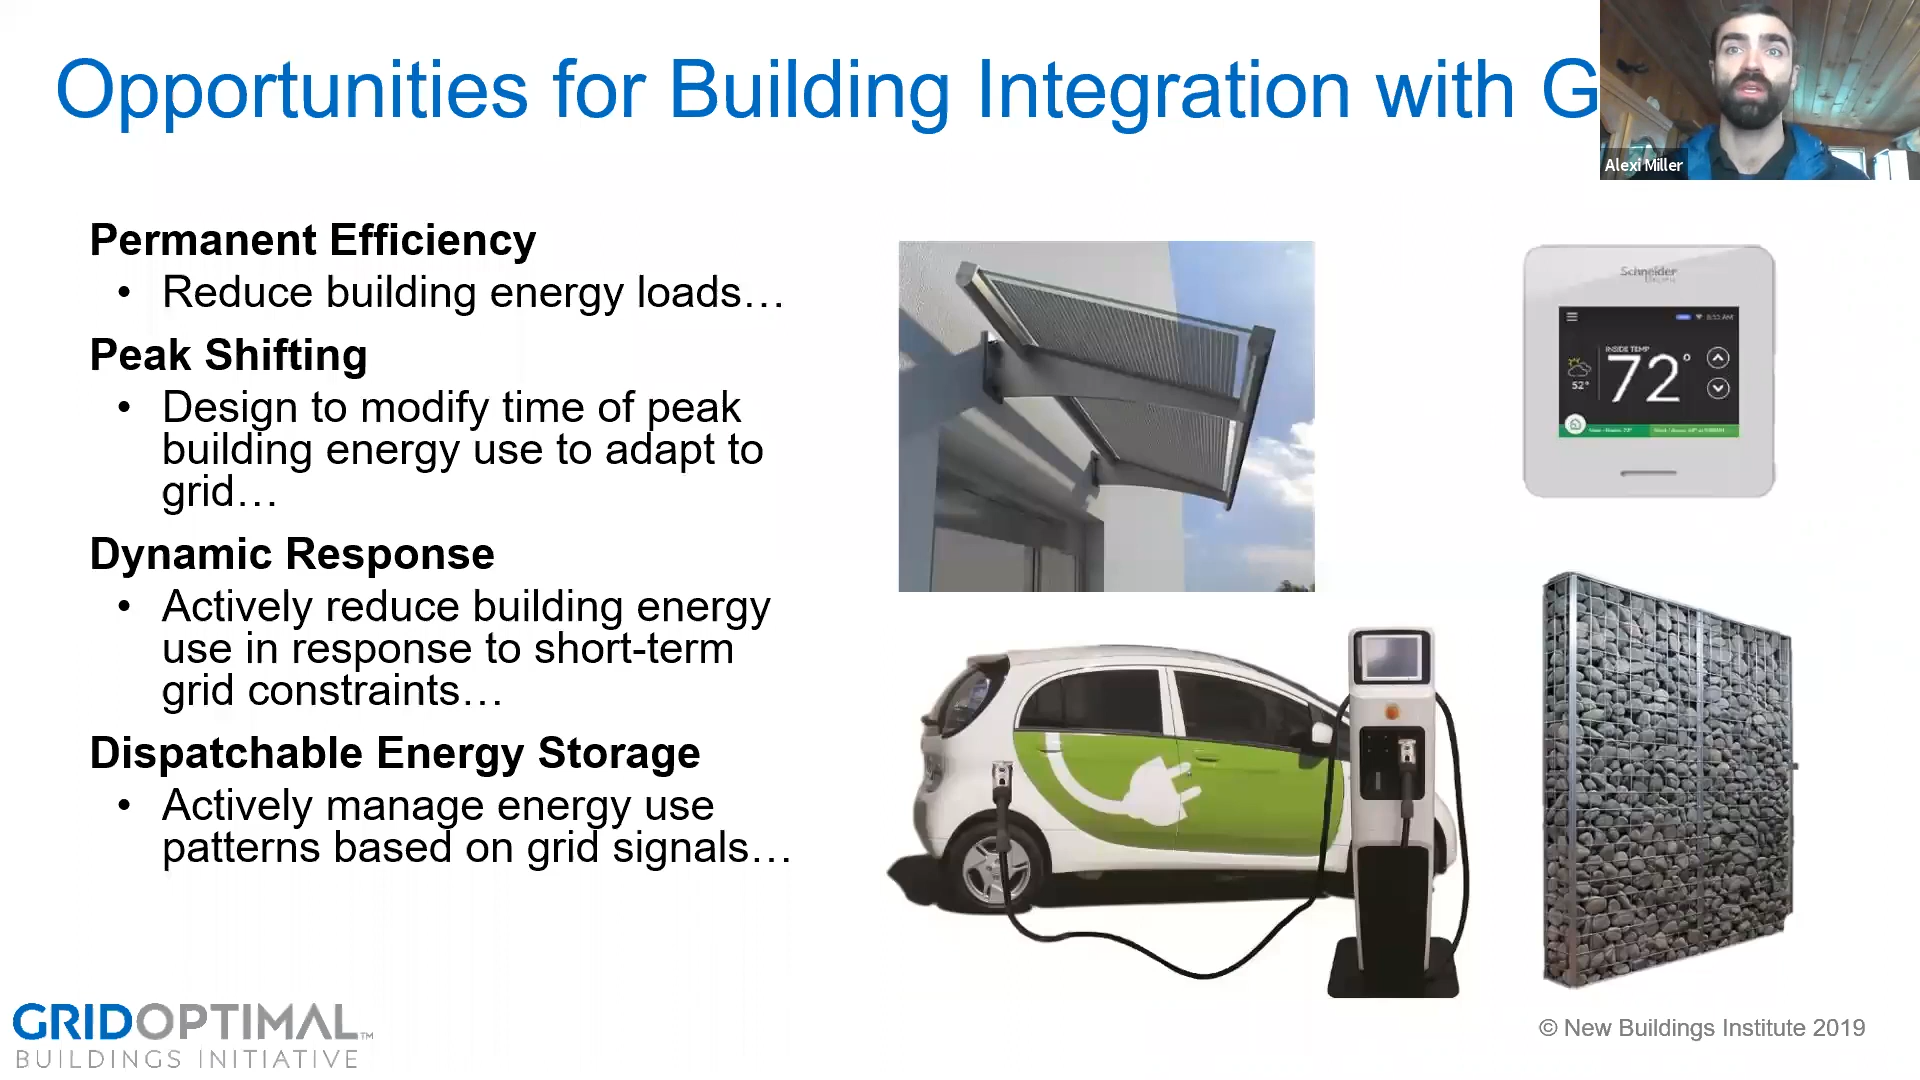 Opportunities for Building Integration with G
Alexi Miller
Permanent Efficiency
• Reduce building energy loads…
Peak Shifting
• Design to modify time of peak
building energy use to adapt to
grid…
Dynamic Response
• Actively reduce building energy
use in response to short-term
grid constraints…
Dispatchable Energy Storage
• Actively manage energy use
patterns based on grid signals…
Schneider
INSIDE TEMP
72°
52°
GRIDOPTIMAL™
BUILDINGS INITIATIVE
© New Buildings Institute 2019